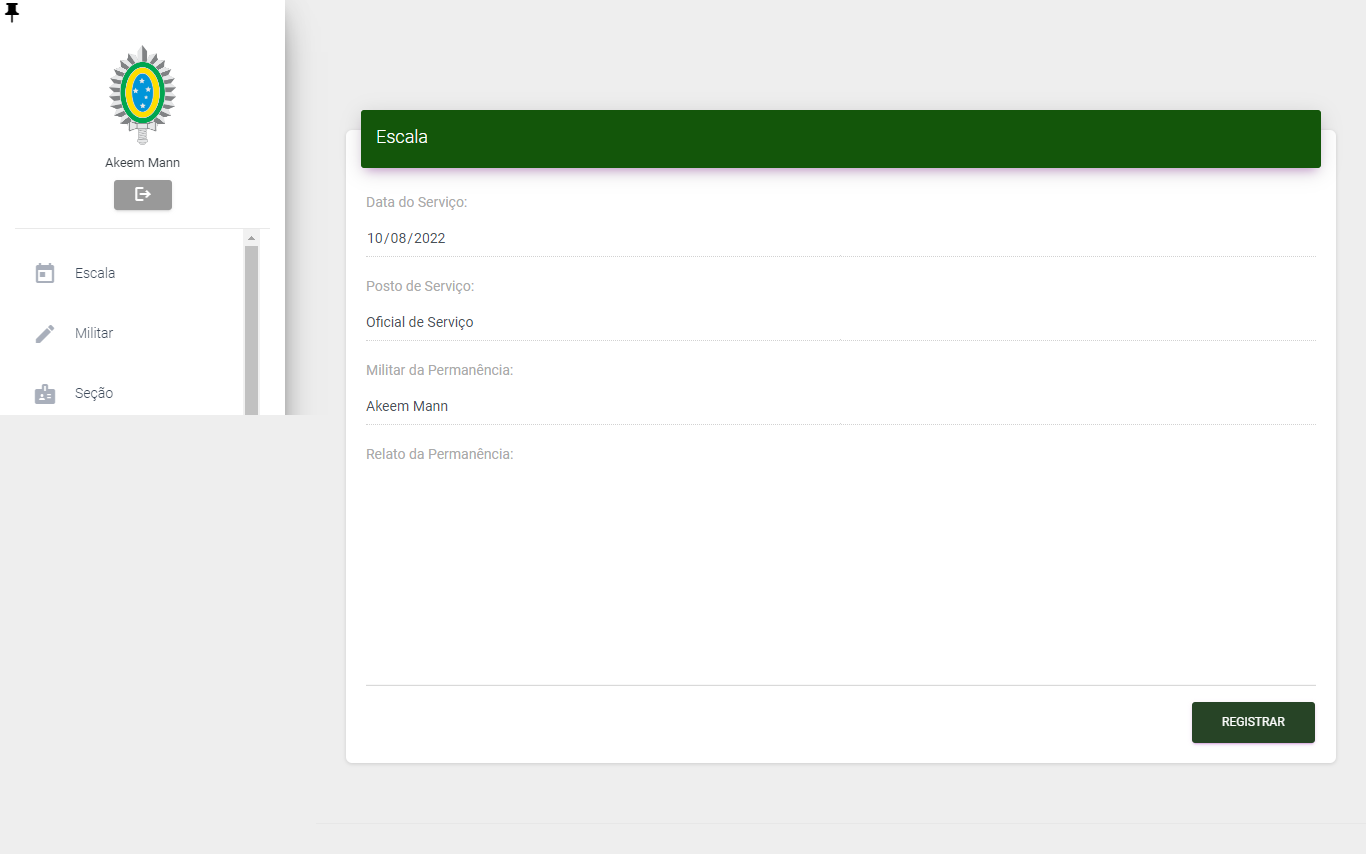 Akeem Mann
Escala
Militar
Seção
Escala
Data do Serviço:
10/08/2022
Posto de Serviço:
Oficial de Serviço
Militar da Permanência:
Akeem Mann
Relato da Permanência:
REGISTRAR